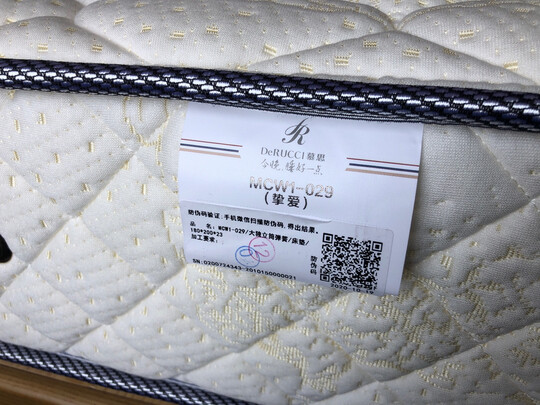 DeRUCCI慕思
今晚,睡好一点
MCW1-029
(挚爱)
防伪码验证:手机微信扫描防伪码,得出结果。
品 名:MCW1-029/大独立筒弹簧/床垫/
180*200*23
加工要求:
防伪码
SN:0200724343-2010150000021